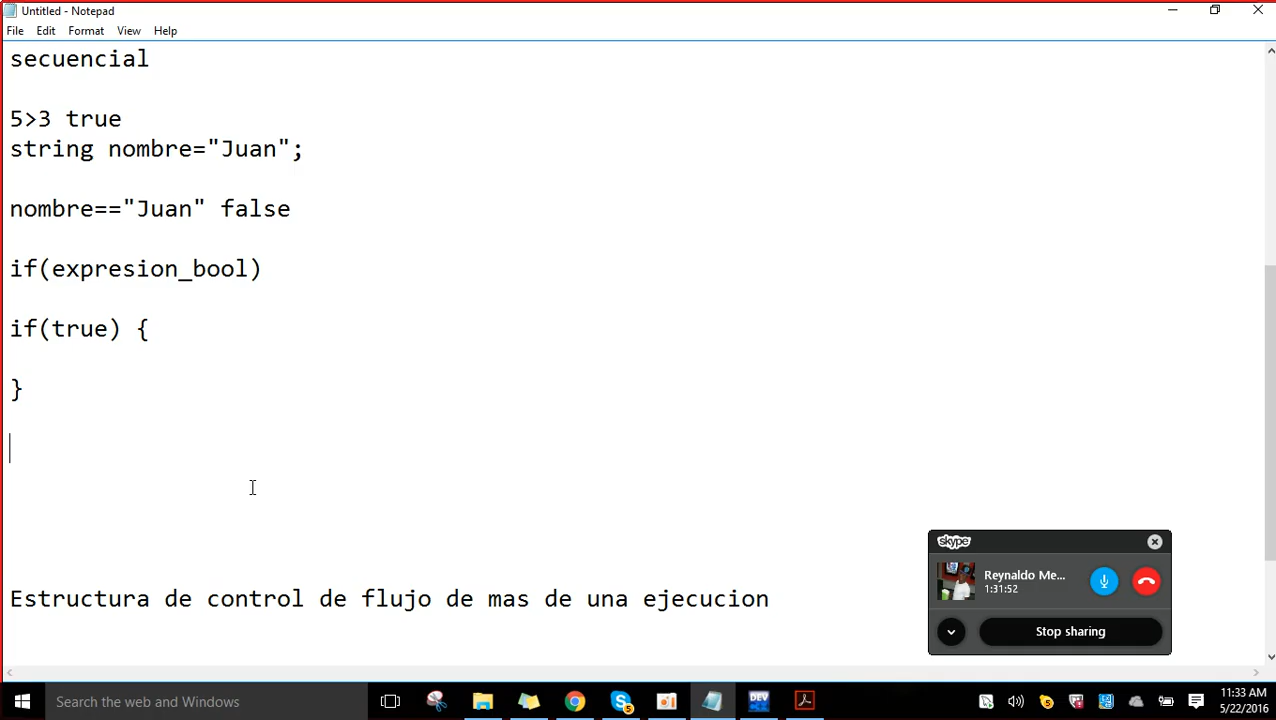 Untitled - Notepad
File Edit Format View Help
secuencial
5>3 true
string nombre="Juan";
nombre=="Juan" false
if(expresion_bool)
if(true) {
}
Estructura de control de flujo de mas de una ejecucion
skype
Reynaldo Me...
1:31:52
Stop sharing
Search the web and Windows
11:33 AM
5/22/2016